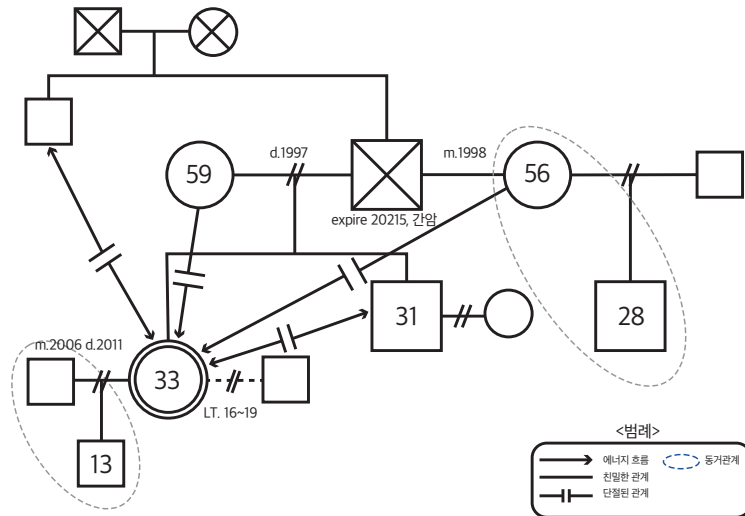 d.1997
m.1998
59
56
expire 20215, 간암
31
28
m.2006 d.2011
33
LT. 16~19
13
<범례>
에너지 흐름
동거관계
친밀한 관계
단절된 관계